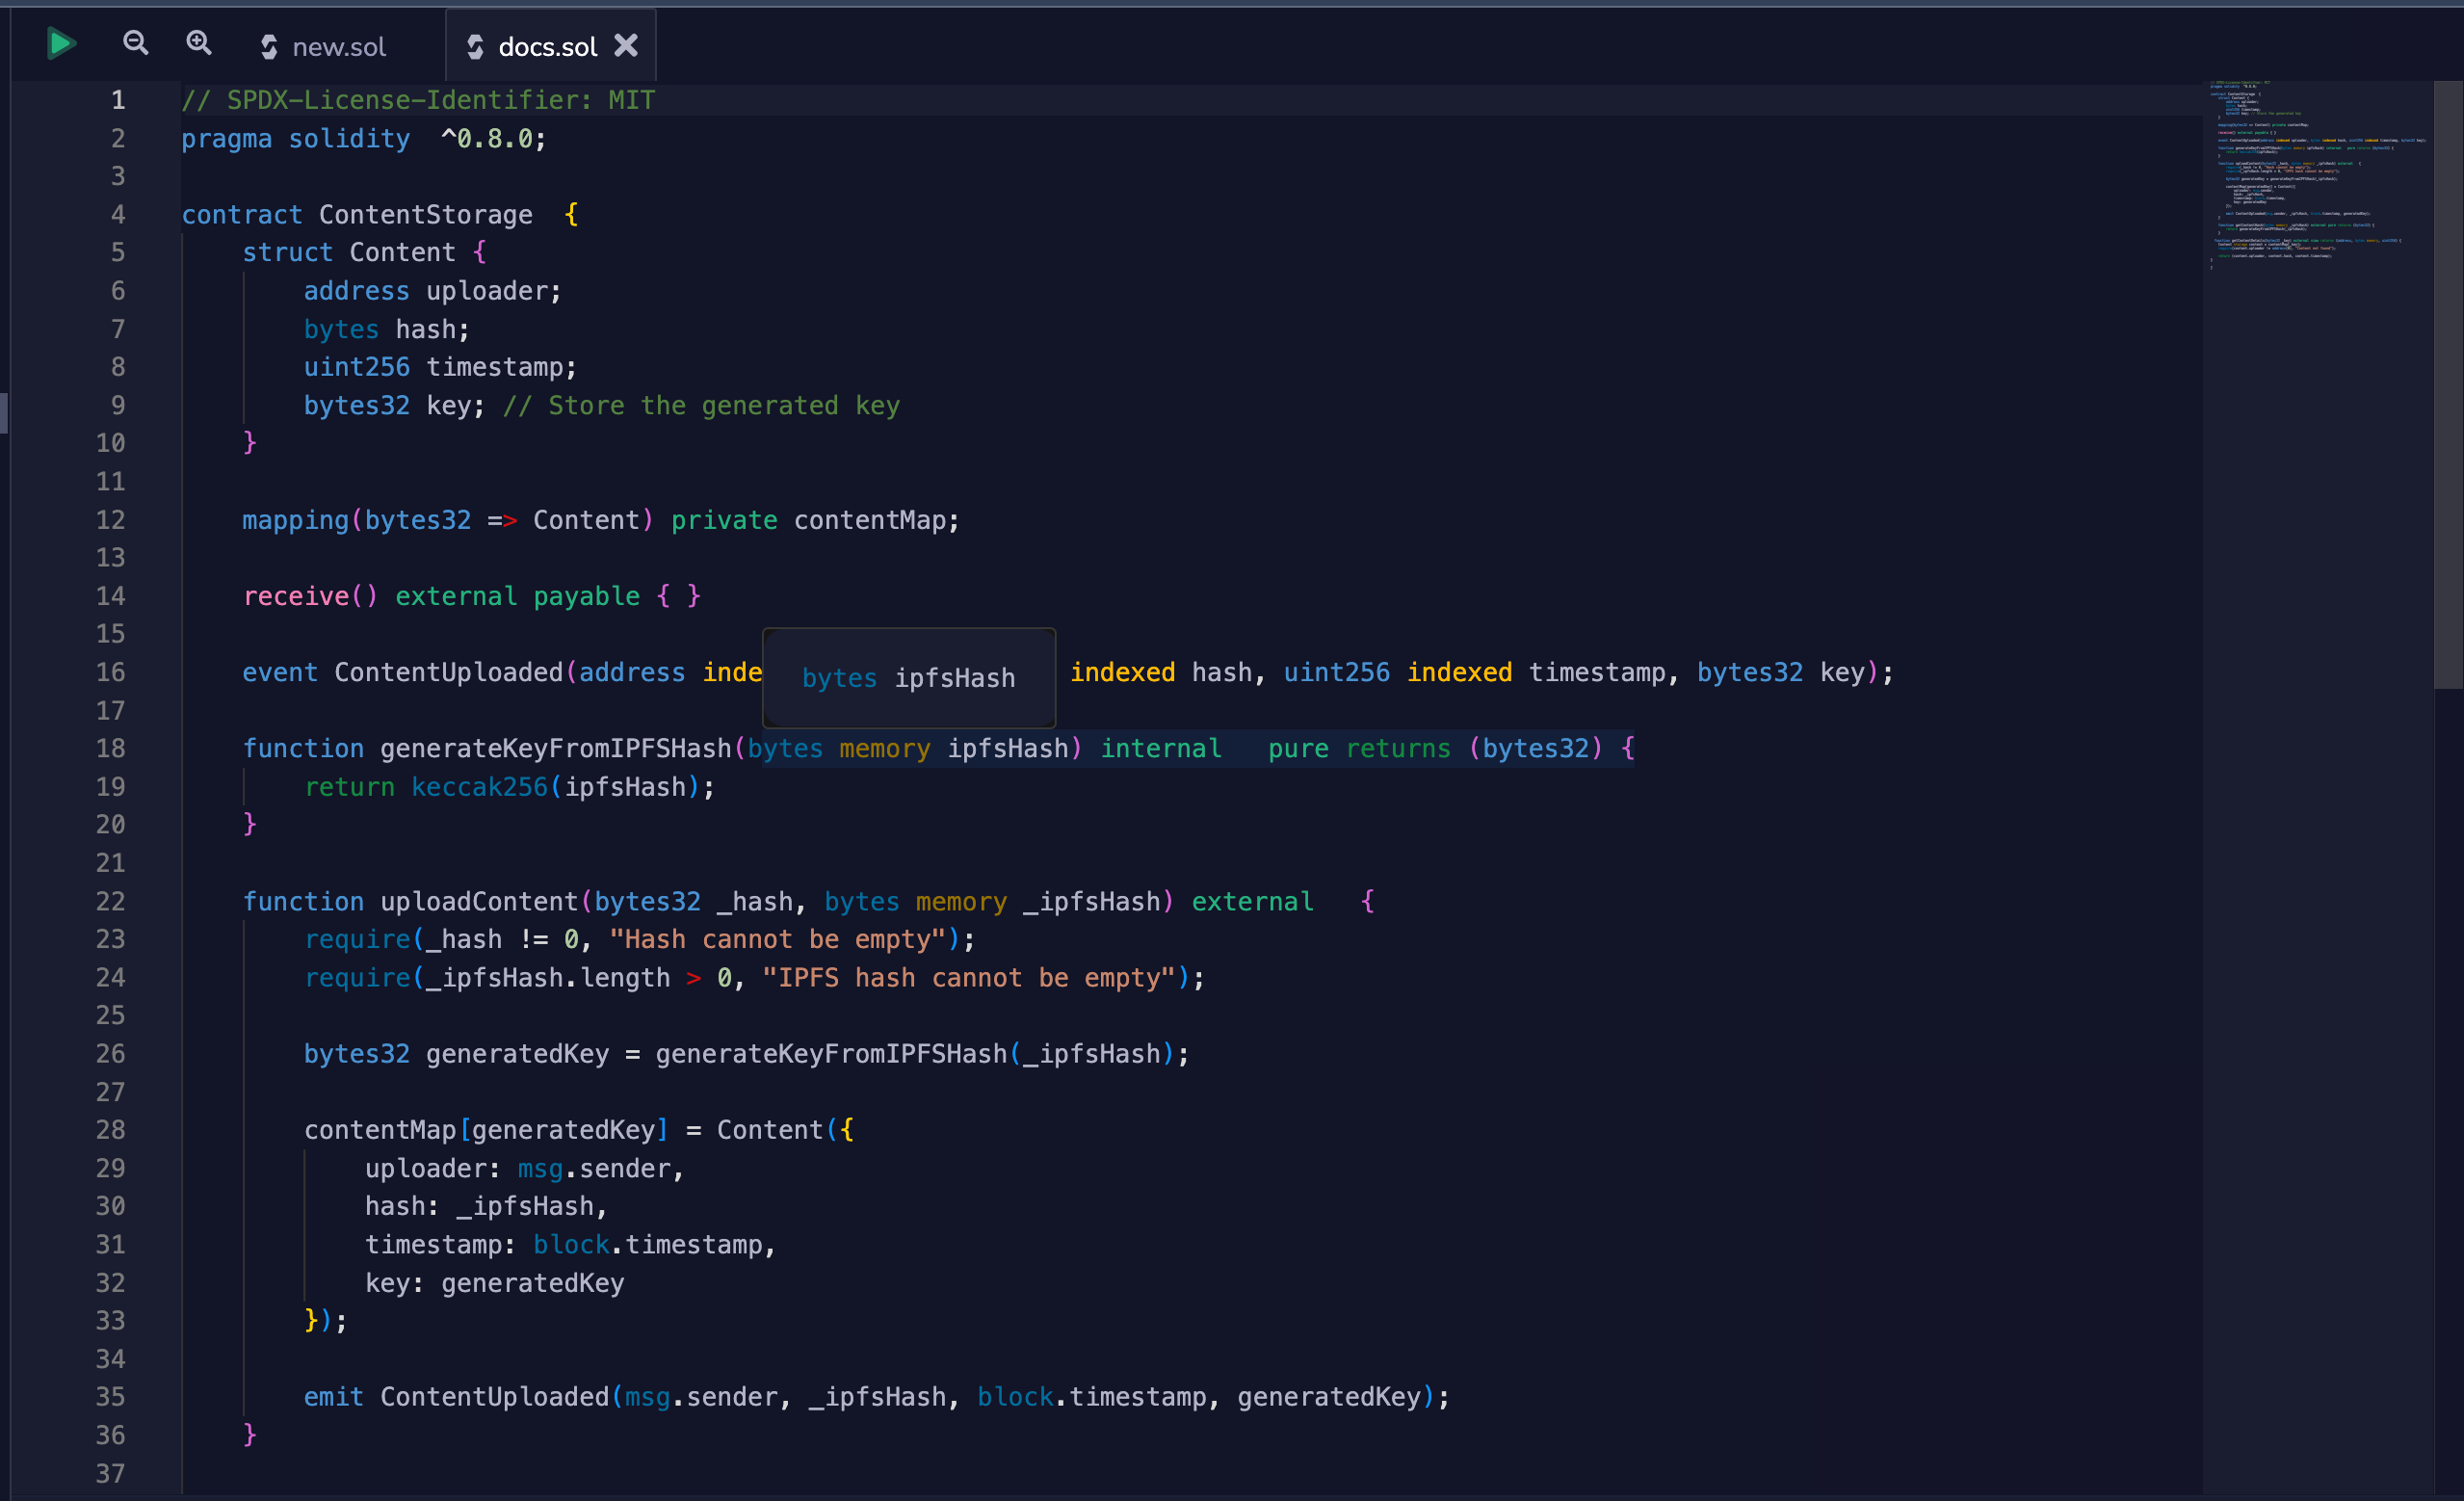 new.sol
docs.sol
1 // SPDX-License-Identifier: MIT
2 pragma solidity  ^0.8.0;
3
4 contract ContentStorage  {
5     struct Content {
6         address uploader;
7         bytes hash;
8         uint256 timestamp;
9         bytes32 key; // Store the generated key
10     }
11
12     mapping(bytes32 => Content) private contentMap;
13
14     receive() external payable { }
15
16     event ContentUploaded(address inde indexed hash, uint256 indexed timestamp, bytes32 key);
bytes ipfsHash
17
18     function generateKeyFromIPFSHash(bytes memory ipfsHash) internal   pure returns (bytes32) {
19         return keccak256(ipfsHash);
20     }
21
22     function uploadContent(bytes32 _hash, bytes memory _ipfsHash) external   {
23         require(_hash != 0, "Hash cannot be empty");
24         require(_ipfsHash.length > 0, "IPFS hash cannot be empty");
25
26         bytes32 generatedKey = generateKeyFromIPFSHash(_ipfsHash);
27
28         contentMap[generatedKey] = Content({
29             uploader: msg.sender,
30             hash: _ipfsHash,
31             timestamp: block.timestamp,
32             key: generatedKey
33         });
34
35         emit ContentUploaded(msg.sender, _ipfsHash, block.timestamp, generatedKey);
36     }
37